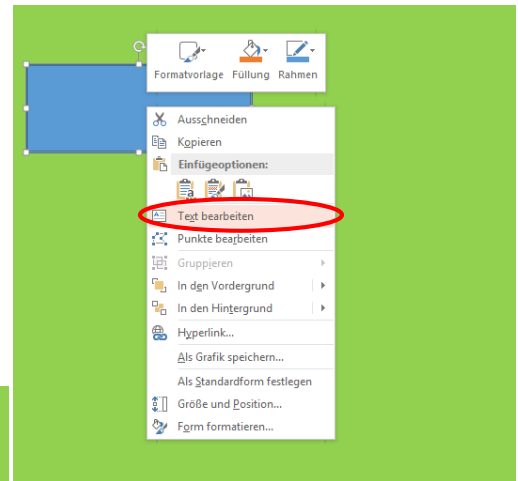 Formatvorlage Füllung Rahmen
Ausschneiden
Kopieren
Einfügeoptionen:
Text bearbeiten
Punkte bearbeiten
Gruppieren
In den Vordergrund
In den Hintergrund
Hyperlink...
Als Grafik speichern...
Als Standardform festlegen
Größe und Position...
Form formatieren...